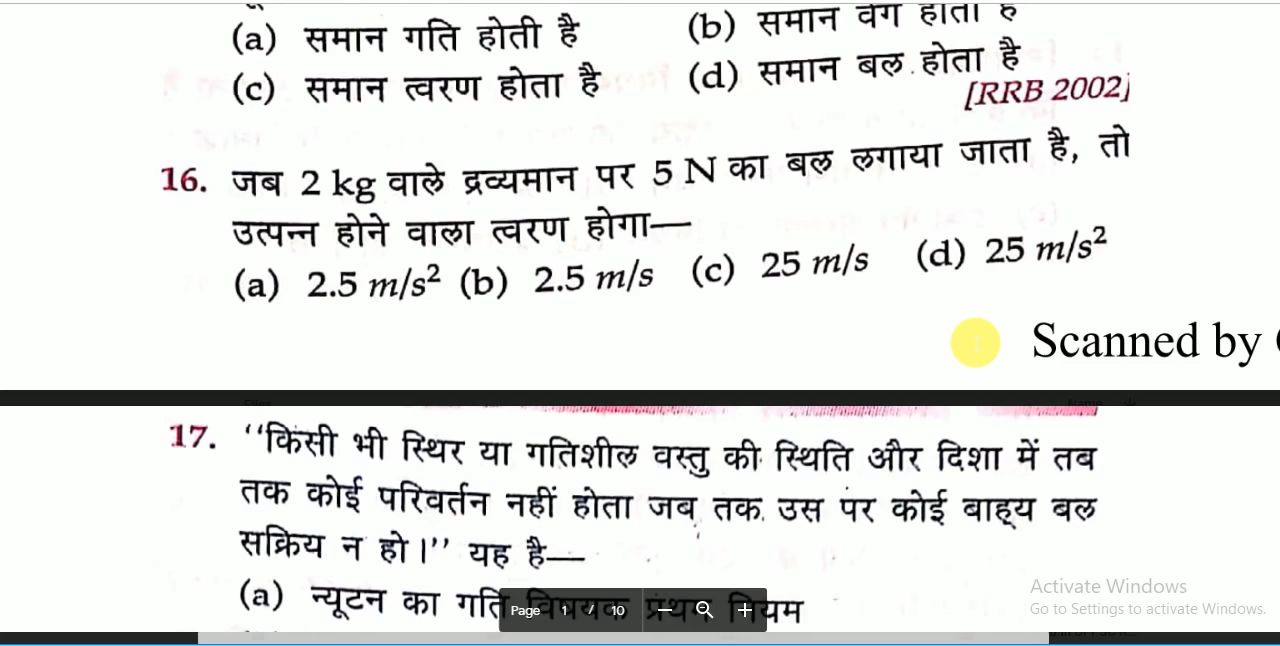 (a) समान गति होती है (b) समान वेग होता है
(c) समान त्वरण होता है (d) समान बल होता है
[RRB 2002]
16. जब 2 kg वाले द्रव्यमान पर 5 N का बल लगाया जाता है, तो
उत्पन्न होने वाला त्वरण होगा—
(a) 2.5 m/s² (b) 2.5 m/s (c) 25 m/s (d) 25 m/s²
Scanned by
17. ‘‘किसी भी स्थिर या गतिशील वस्तु की स्थिति और दिशा में तब
तक कोई परिवर्तन नहीं होता जब तक उस पर कोई बाह्य बल
सक्रिय न हो।’’ यह है—
(a) न्यूटन का गति विषयक प्रथम नियम
Page 1 / 10
Activate Windows
Go to Settings to activate Windows.